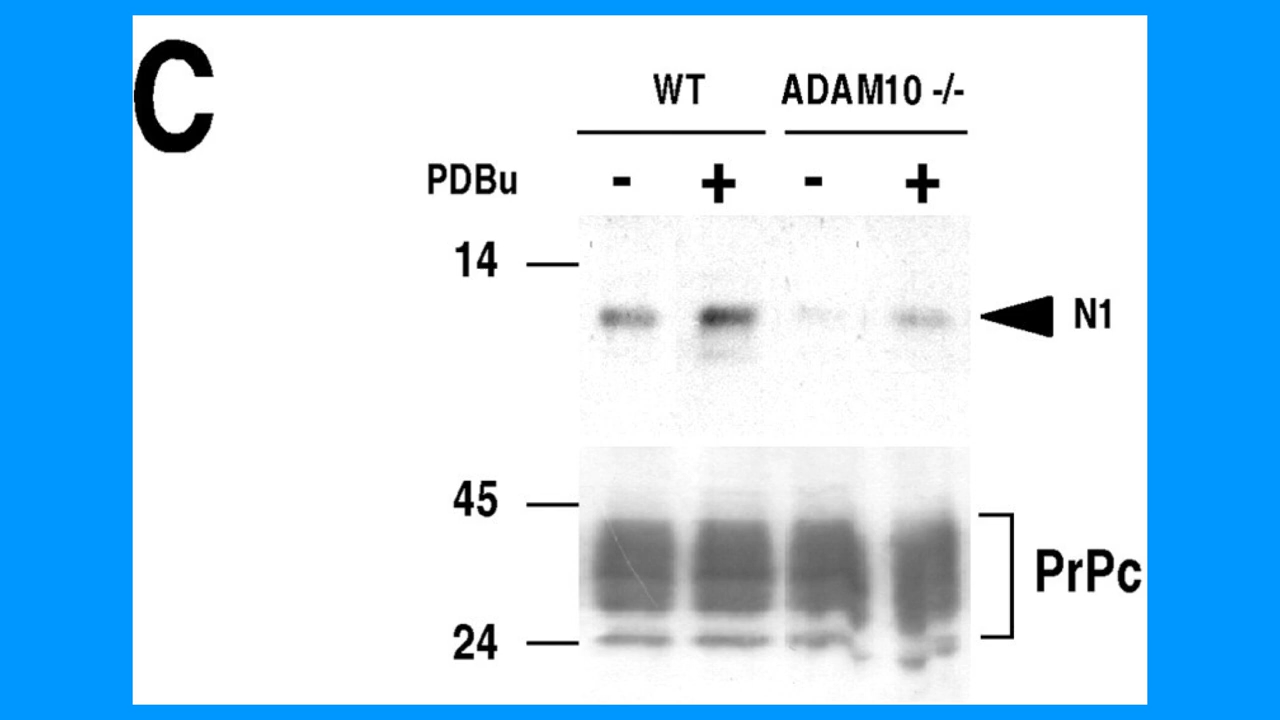 C
WT ADAM10 -/-
PDBu - + - +
14
N1
45
PrPc
24